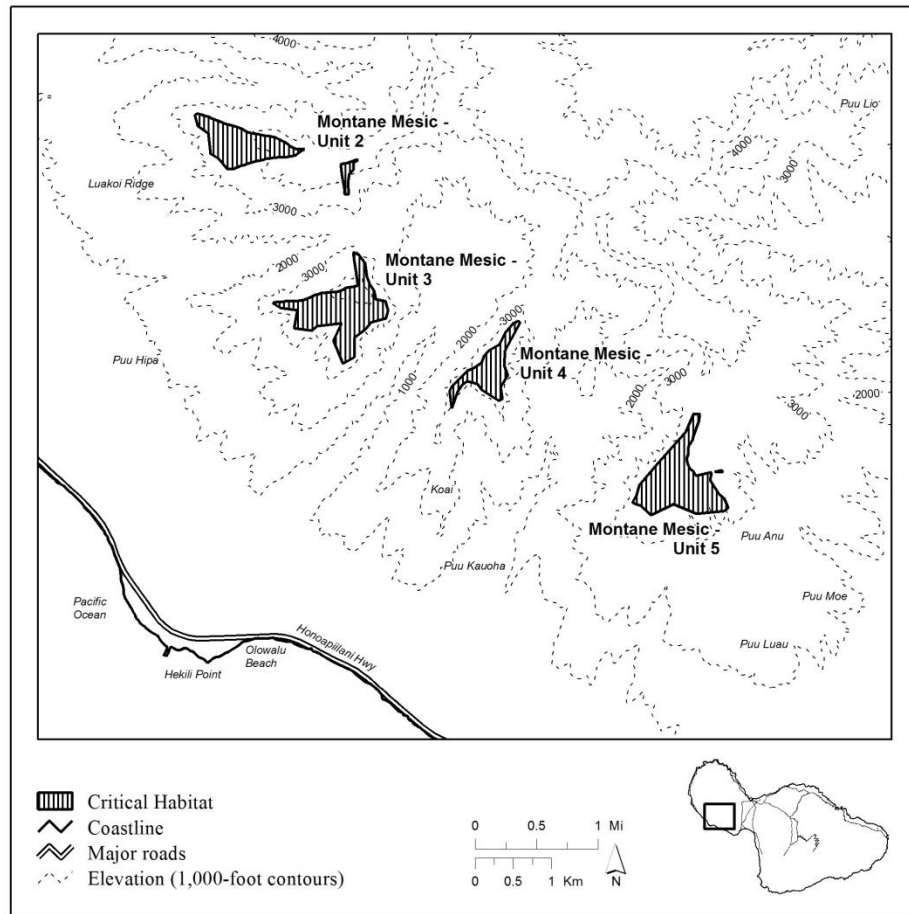 4000
Puu Lio
Montane Mesic -
Unit 2
4000
3000
Luakoi Ridge
3000
2000
3000
Montane Mesic -
Unit 3
2000
3000
Puu Hipa
1000
Montane Mesic -
Unit 4
2000
3000
2000
3000
Koai
Montane Mesic -
Unit 5
Puu Anu
Puu Kauoha
Puu Moe
Pacific
Ocean
Honoapiilani Hwy
Olowalu
Beach
Puu Luau
Hekili Point
Critical Habitat
Coastline
Major roads
Elevation (1,000-foot contours)
0 0.5 1 Mi
0 0.5 1 Km
N